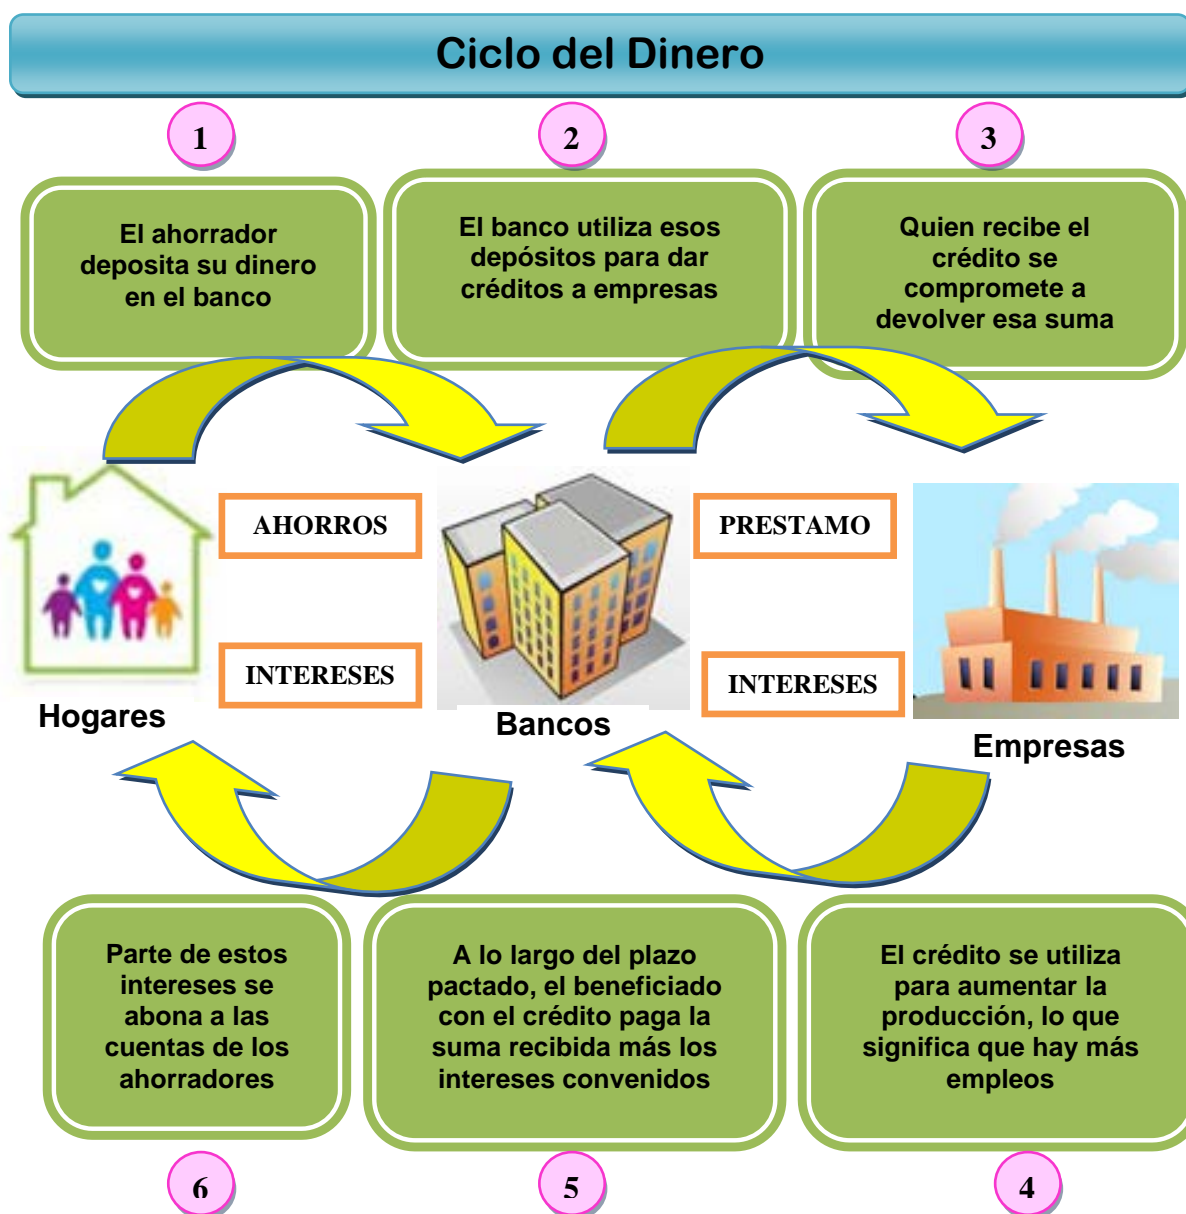 Ciclo del Dinero
1
2
3
El ahorrador
deposita su dinero
en el banco
El banco utiliza esos
depósitos para dar
créditos a empresas
Quien recibe el
crédito se
compromete a
devolver esa suma
AHORROS
PRESTAMO
INTERESES
INTERESES
Hogares
Bancos
Empresas
Parte de estos
intereses se
abona a las
cuentas de los
ahorradores
A lo largo del plazo
pactado, el beneficiado
con el crédito paga la
suma recibida más los
intereses convenidos
El crédito se utiliza
para aumentar la
producción, lo que
significa que hay más
empleos
6
5
4